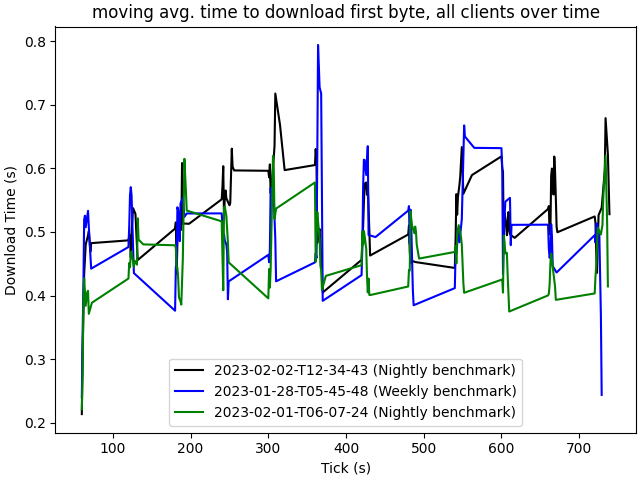 moving avg. time to download first byte, all clients over time
Download Time (s)
0.8
0.7
0.6
0.5
0.4
0.3
0.2
2023-02-02-T12-34-43 (Nightly benchmark)
2023-01-28-T05-45-48 (Weekly benchmark)
2023-02-01-T06-07-24 (Nightly benchmark)
100 200 300 400 500 600 700
Tick (s)